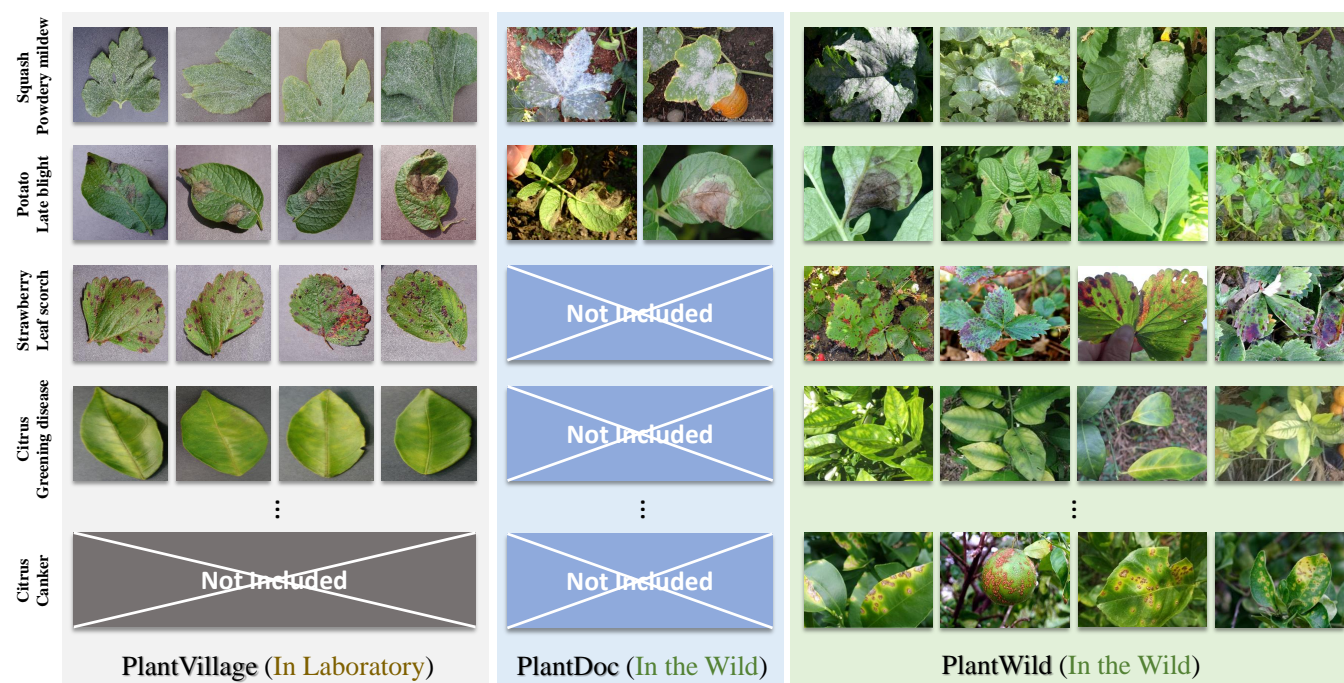 Squash
Powdery mildew
Potato
Late blight
Not Included
Strawberry
Leaf scorch
Not Included
Citrus
Greening disease
Not Included
Not Included
Citrus
Canker
PlantVillage (In Laboratory)
PlantDoc (In the Wild)
PlantWild (In the Wild)